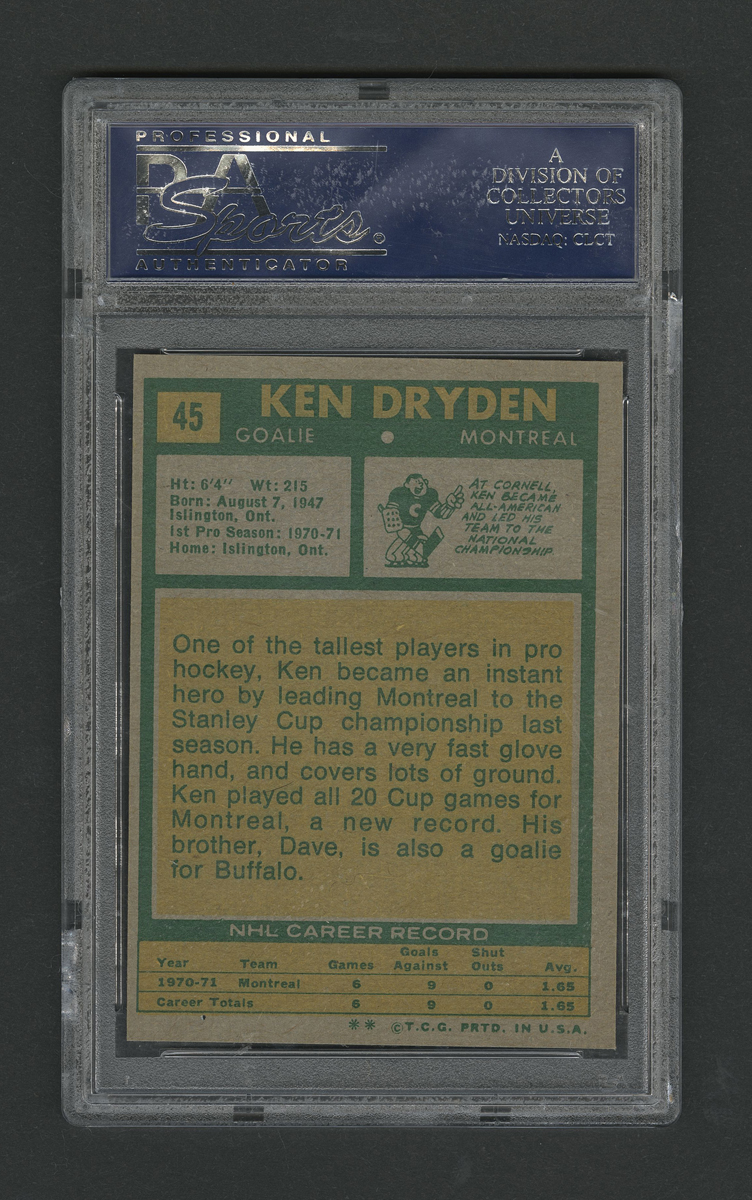 PROFESSIONAL
PSA
Sports
AUTHENTICATOR
A
DIVISION OF
COLLECTORS
UNIVERSE
NASDAQ: CLCT
45
KEN DRYDEN
GOALIE ● MONTREAL
Ht: 6'4" Wt: 215
Born: August 7, 1947
Islington, Ont.
1st Pro Season: 1970-71
Home: Islington, Ont.
AT CORNELL,
KEN BECAME
ALL-AMERICAN
AND LED HIS
TEAM TO THE
NATIONAL
CHAMPIONSHIP.
C
One of the tallest players in pro
hockey, Ken became an instant
hero by leading Montreal to the
Stanley Cup championship last
season. He has a very fast glove
hand, and covers lots of ground.
Ken played all 20 Cup games for
Montreal, a new record. His
brother, Dave, is also a goalie
for Buffalo.
NHL CAREER RECORD
Year Team Games Goals Against Shut Outs Avg.
1970-71 Montreal 6 9 0 1.65
Career Totals 6 9 0 1.65
** ©T.C.G. PRTD. IN U.S.A.